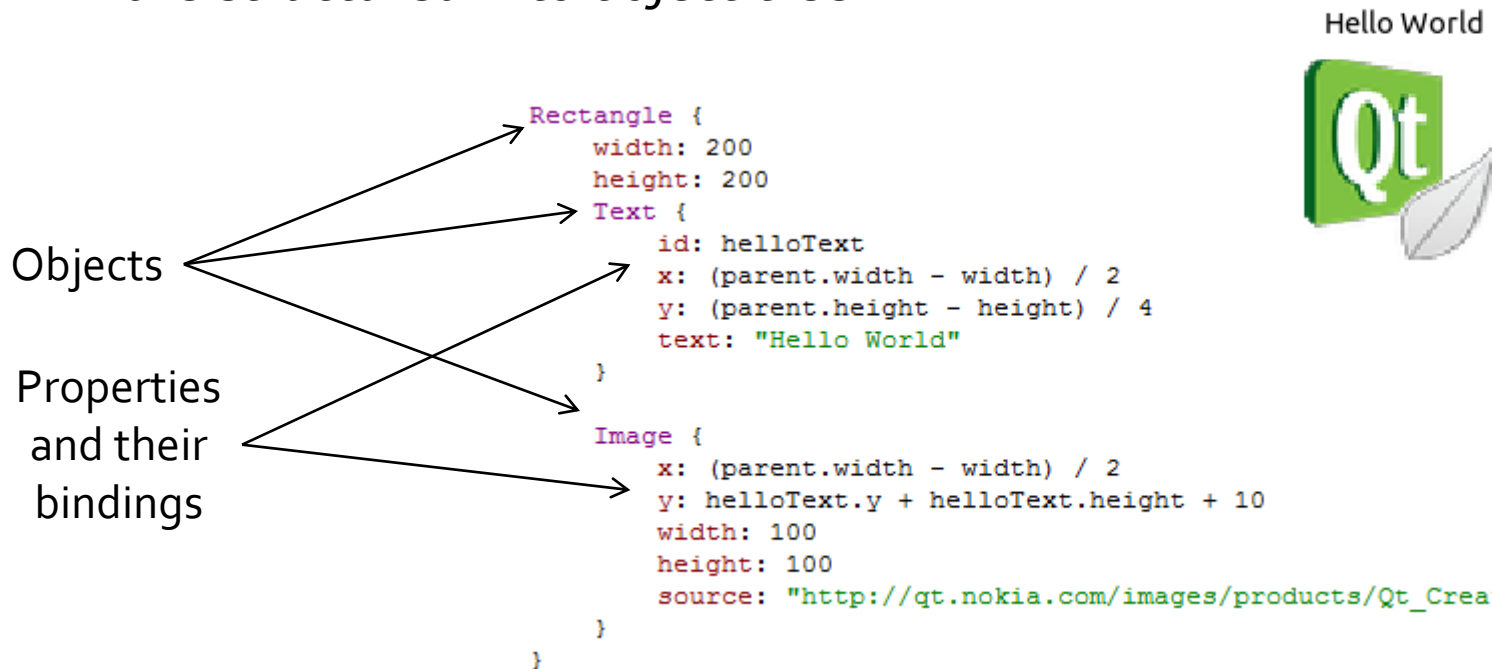 Hello World
Qt
Rectangle {
    width: 200
    height: 200
    Text {
        id: helloText
        x: (parent.width - width) / 2
        y: (parent.height - height) / 4
        text: "Hello World"
    }
    Image {
        x: (parent.width - width) / 2
        y: helloText.y + helloText.height + 10
        width: 100
        height: 100
        source: "http://qt.nokia.com/images/products/Qt_Crea
    }
}
Objects
Properties
and their
bindings